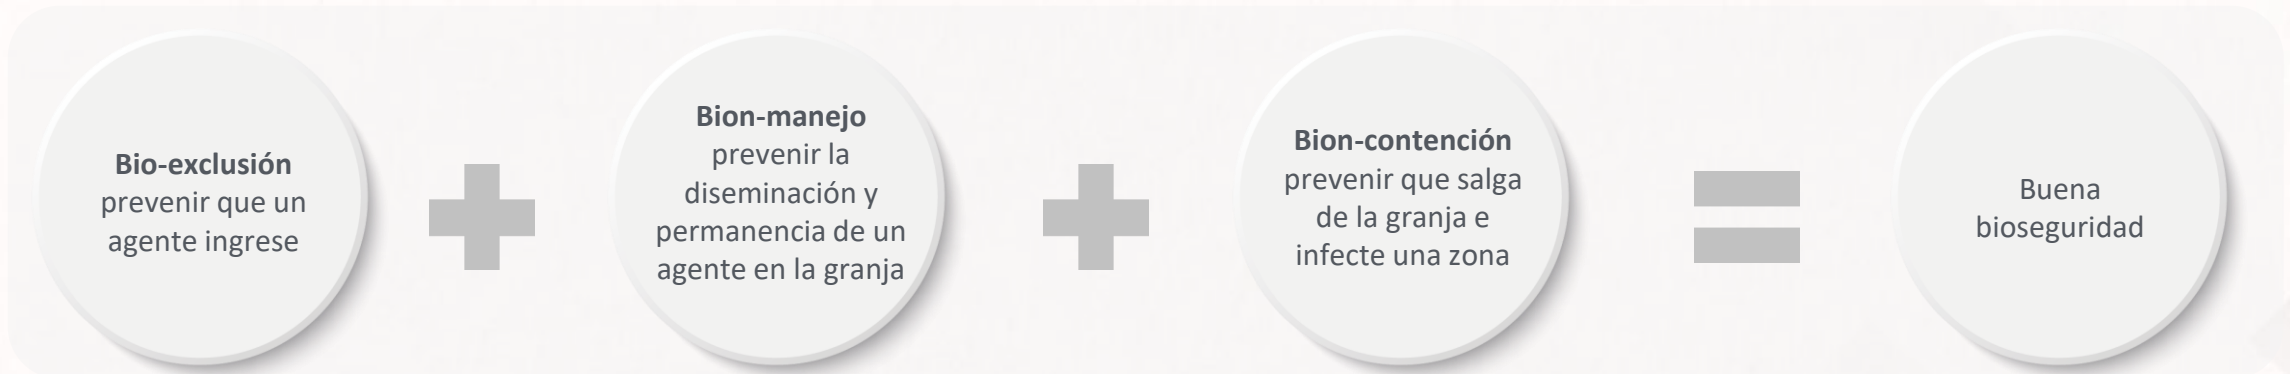 Bio-exclusión
prevenir que un
agente ingrese
Bion-manejo
prevenir la
diseminación y
permanencia de un
agente en la granja
Bion-contención
prevenir que salga
de la granja e
infecte una zona
Buena
bioseguridad